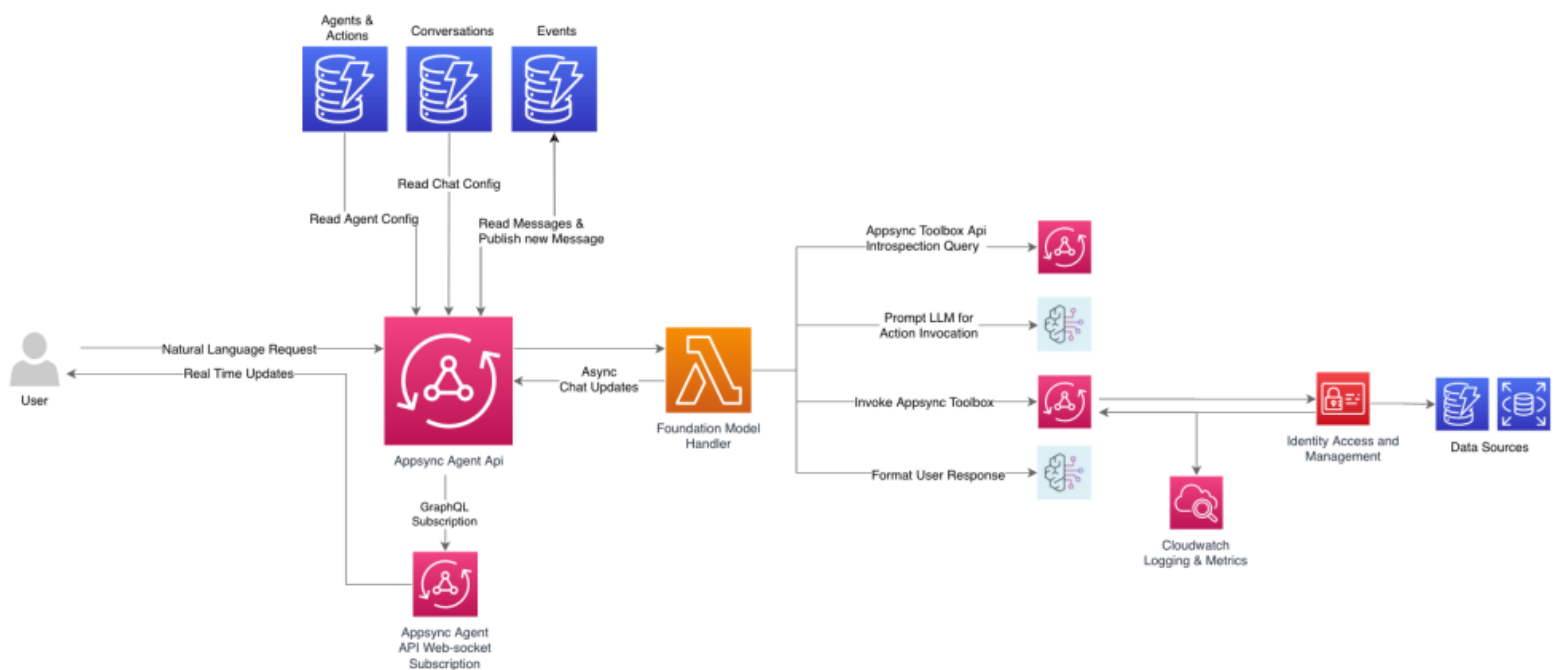 Agents &
Actions
Conversations
Events
Read Chat Config
Read Agent Config
Read Messages &
Publish new Message
Natural Language Request
Real Time Updates
User
Async
Chat Updates
Appsync Agent Api
Foundation Model
Handler
GraphQL
Subscription
Appsync Agent
API Web-socket
Subscription
Appsync Toolbox Api
Introspection Query
Prompt LLM for
Action Invocation
Invoke Appsync Toolbox
Format User Response
Identity Access and
Management
Data Sources
Cloudwatch
Logging & Metrics